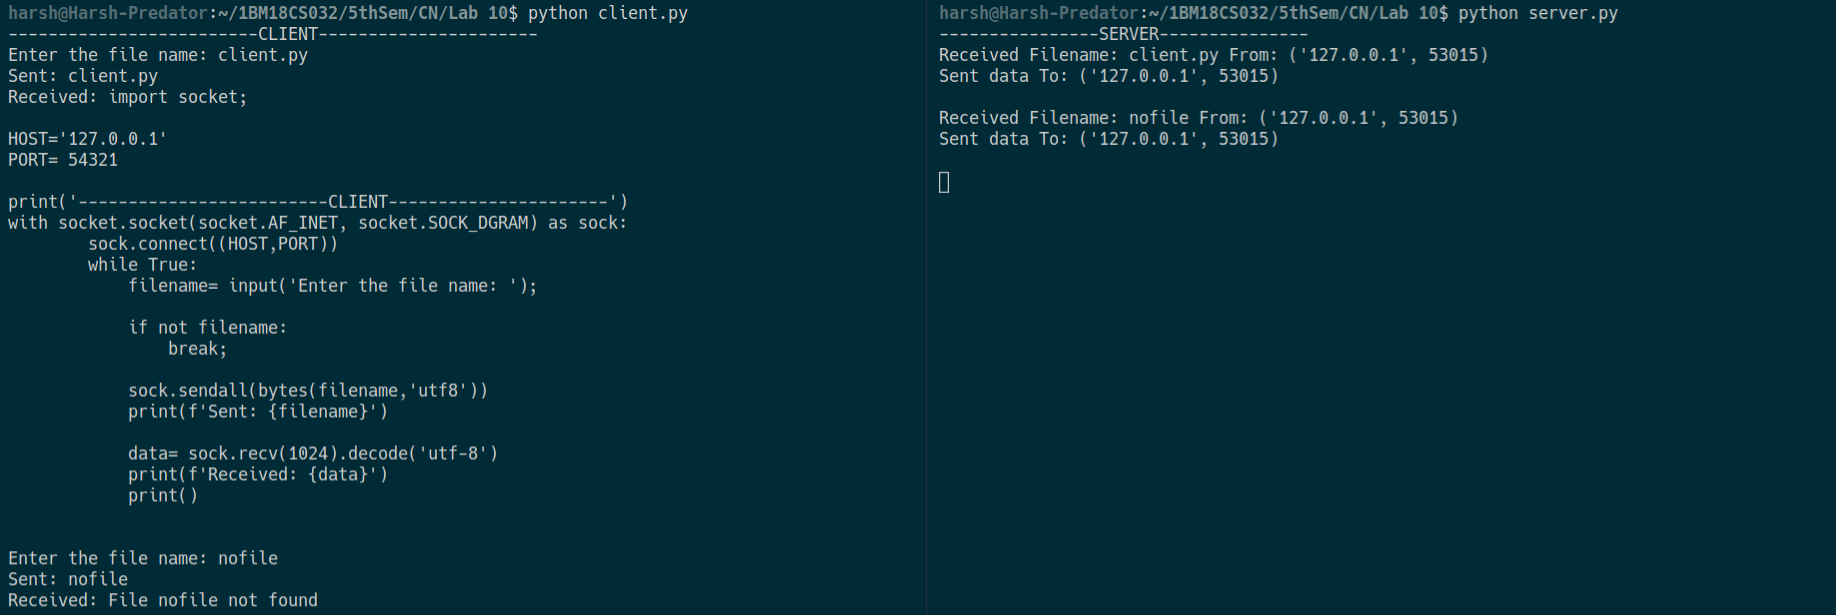 harsh@Harsh-Predator:~/1BM18CS032/5thSem/CN/Lab 10$ python client.py
-------------------------CLIENT----------------------
Enter the file name: client.py
Sent: client.py
Received: import socket;
HOST='127.0.0.1'
PORT= 54321
print('-------------------------CLIENT----------------------')
with socket.socket(socket.AF_INET, socket.SOCK_DGRAM) as sock:
        sock.connect((HOST,PORT))
        while True:
            filename= input('Enter the file name: ');
            if not filename:
                break;
            sock.sendall(bytes(filename,'utf8'))
            print(f'Sent: {filename}')
            data= sock.recv(1024).decode('utf-8')
            print(f'Received: {data}')
            print()
Enter the file name: nofile
Sent: nofile
Received: File nofile not found
harsh@Harsh-Predator:~/1BM18CS032/5thSem/CN/Lab 10$ python server.py
----------------SERVER---------------
Received Filename: client.py From: ('127.0.0.1', 53015)
Sent data To: ('127.0.0.1', 53015)
Received Filename: nofile From: ('127.0.0.1', 53015)
Sent data To: ('127.0.0.1', 53015)